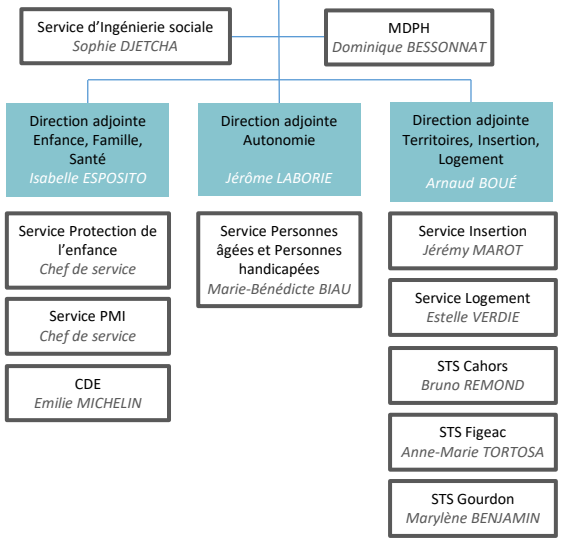 Service d’Ingénierie sociale
Sophie DJETCHA
MDPH
Dominique BESSONNAT
Direction adjointe
Enfance, Famille,
Santé
Isabelle ESPOSITO
Direction adjointe
Autonomie
Jérôme LABORIE
Direction adjointe
Territoires, Insertion,
Logement
Arnaud BOUÉ
Service Protection de
l’enfance
Chef de service
Service PMI
Chef de service
CDE
Emilie MICHELIN
Service Personnes
âgées et Personnes
handicapées
Marie-Bénédicte BIAU
Service Insertion
Jérémy MAROT
Service Logement
Estelle VERDIE
STS Cahors
Bruno REMOND
STS Figeac
Anne-Marie TORTOSA
STS Gourdon
Marylène BENJAMIN